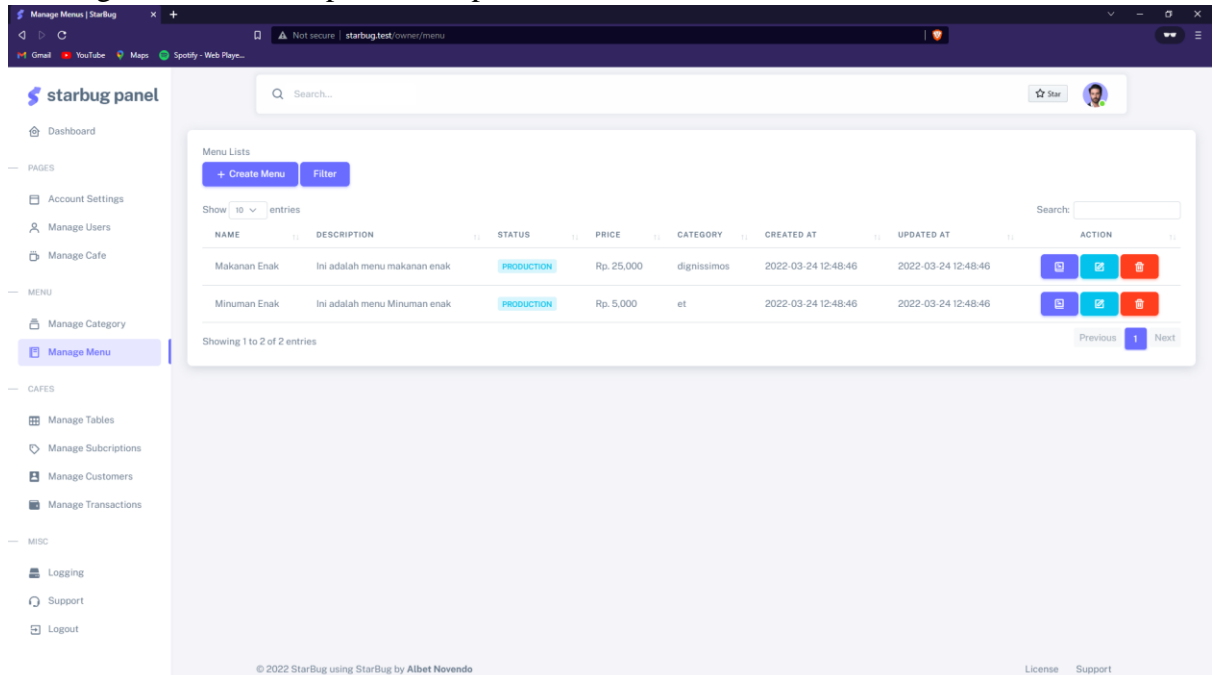 Manage Menus | StarBug
Not secure | starbug.test/owner/menu
Gmail YouTube Maps Spotify - Web Playe...
starbug panel
Search...
Star
Dashboard
PAGES
Account Settings
Manage Users
Manage Cafe
MENU
Manage Category
Manage Menu
CAFES
Manage Tables
Manage Subcriptions
Manage Customers
Manage Transactions
MISC
Logging
Support
Logout
Menu Lists
+ Create Menu Filter
Show 10 entries Search:
NAME DESCRIPTION STATUS PRICE CATEGORY CREATED AT UPDATED AT ACTION
Makanan Enak Ini adalah menu makanan enak PRODUCTION Rp. 25,000 dignissimos 2022-03-24 12:48:46 2022-03-24 12:48:46
Minuman Enak Ini adalah menu Minuman enak PRODUCTION Rp. 5,000 et 2022-03-24 12:48:46 2022-03-24 12:48:46
Showing 1 to 2 of 2 entries Previous 1 Next
© 2022 StarBug using StarBug by Albet Novendo License Support